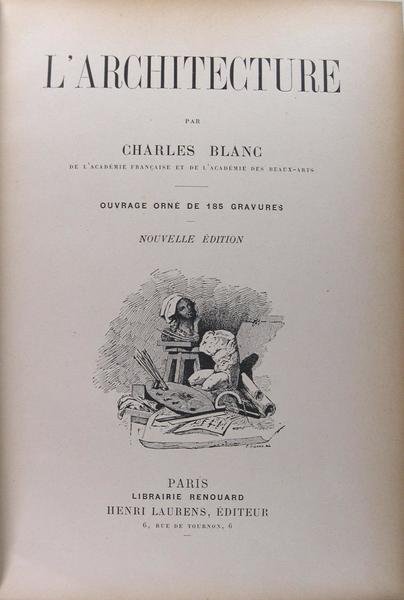 L'ARCHITECTURE
PAR
CHARLES BLANC
DE L'ACADÉMIE FRANÇAISE ET DE L'ACADÉMIE DES BEAUX-ARTS
OUVRAGE ORNÉ DE 185 GRAVURES
NOUVELLE ÉDITION
PARIS
LIBRAIRIE RENOUARD
HENRI LAURENS, ÉDITEUR
6, RUE DE TOURNON, 6